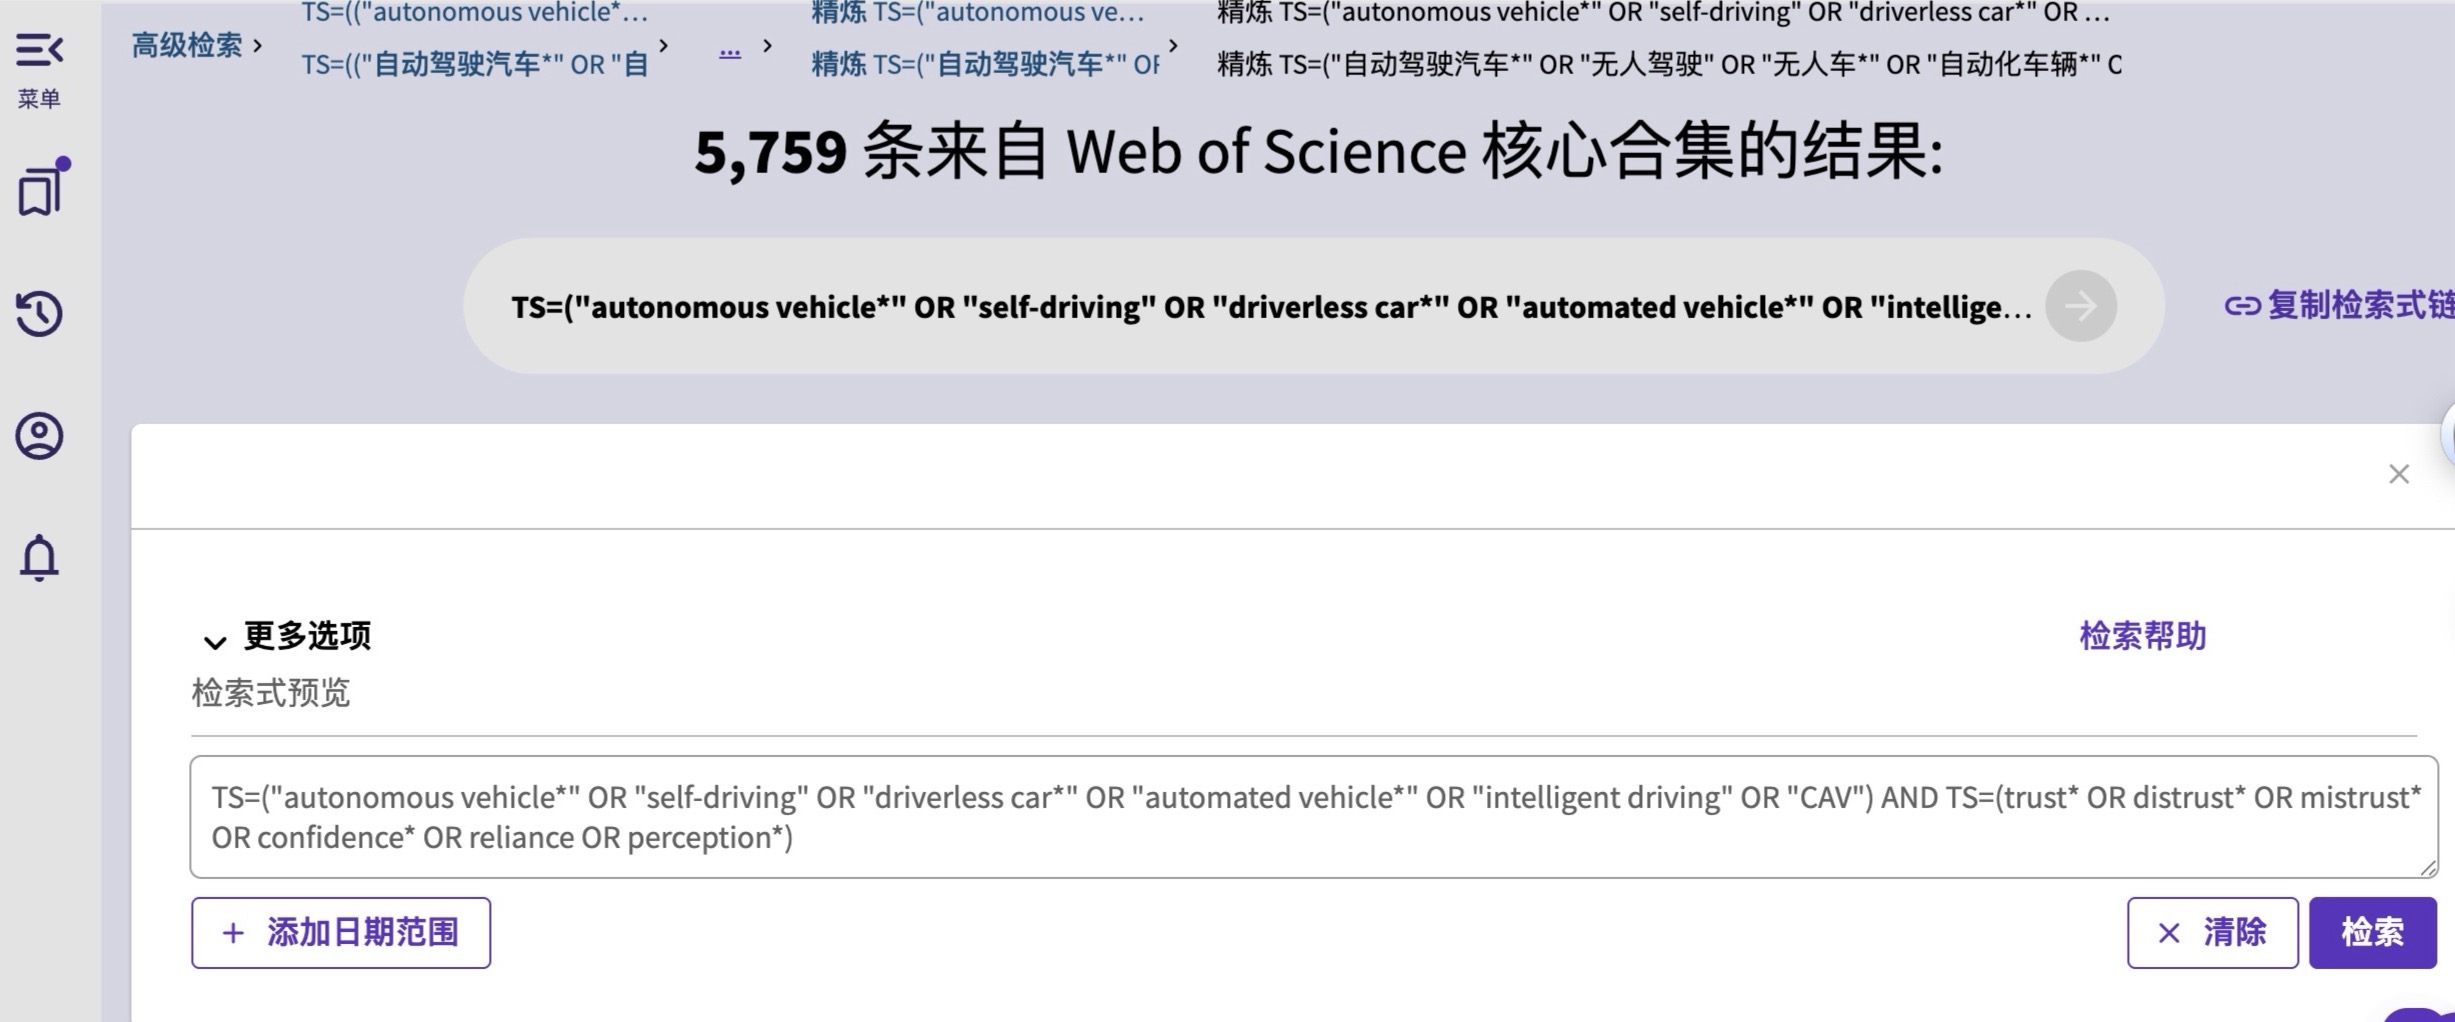 菜单
高级检索
TS=(("autonomous vehicle*…
TS=(("自动驾驶汽车*" OR "自
...
精炼 TS=("autonomous ve…
精炼 TS=("自动驾驶汽车*" OR
精炼 TS=("autonomous vehicle*" OR "self-driving" OR "driverless car*" OR …
精炼 TS=("自动驾驶汽车*" OR "无人驾驶" OR "无人车*" OR "自动化车辆*" O
5,759 条来自 Web of Science 核心合集的结果:
TS=("autonomous vehicle*" OR "self-driving" OR "driverless car*" OR "automated vehicle*" OR "intellige…
复制检索式链
更多选项
检索帮助
检索式预览
TS=("autonomous vehicle*" OR "self-driving" OR "driverless car*" OR "automated vehicle*" OR "intelligent driving" OR "CAV") AND TS=(trust* OR distrust* OR mistrust*
OR confidence* OR reliance OR perception*)
+ 添加日期范围
× 清除
检索